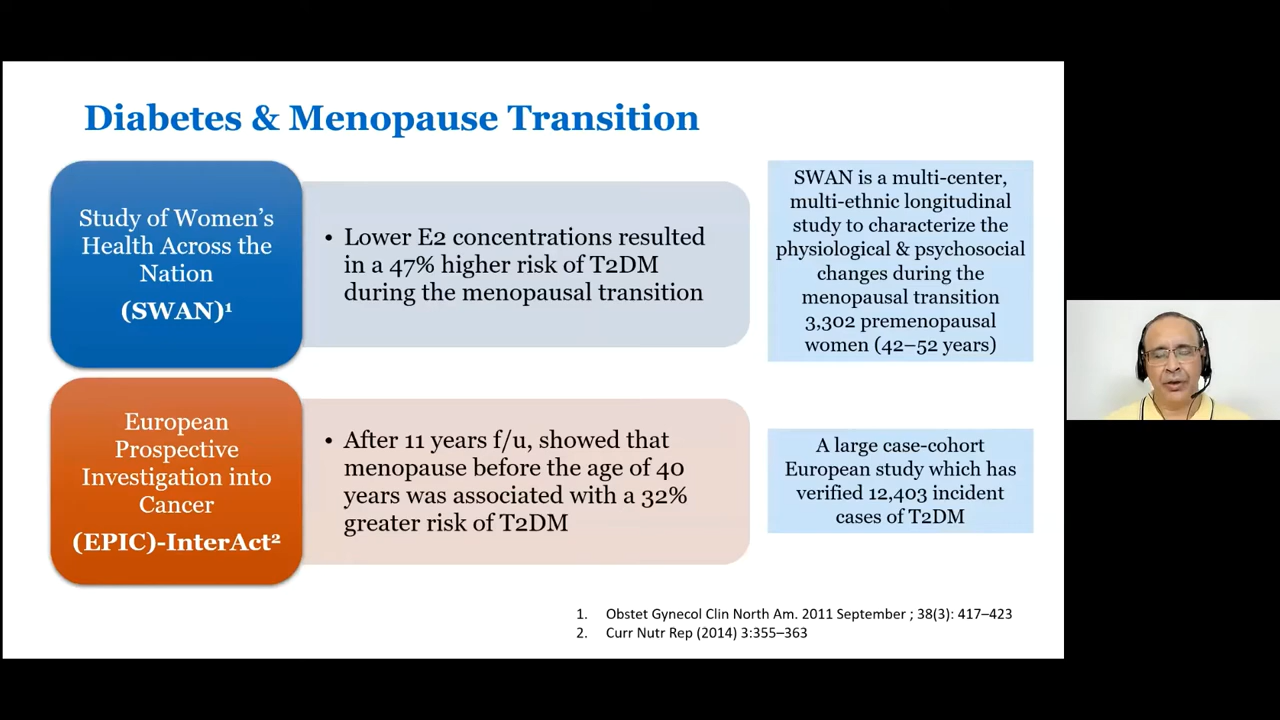 Diabetes & Menopause Transition
Study of Women's
Health Across the
Nation
(SWAN)¹
• Lower E2 concentrations resulted
in a 47% higher risk of T2DM
during the menopausal transition
SWAN is a multi-center,
multi-ethnic longitudinal
study to characterize the
physiological & psychosocial
changes during the
menopausal transition
3,302 premenopausal
women (42–52 years)
European
Prospective
Investigation into
Cancer
(EPIC)-InterAct²
• After 11 years f/u, showed that
menopause before the age of 40
years was associated with a 32%
greater risk of T2DM
A large case-cohort
European study which has
verified 12,403 incident
cases of T2DM
1. Obstet Gynecol Clin North Am. 2011 September ; 38(3): 417–423
2. Curr Nutr Rep (2014) 3:355–363